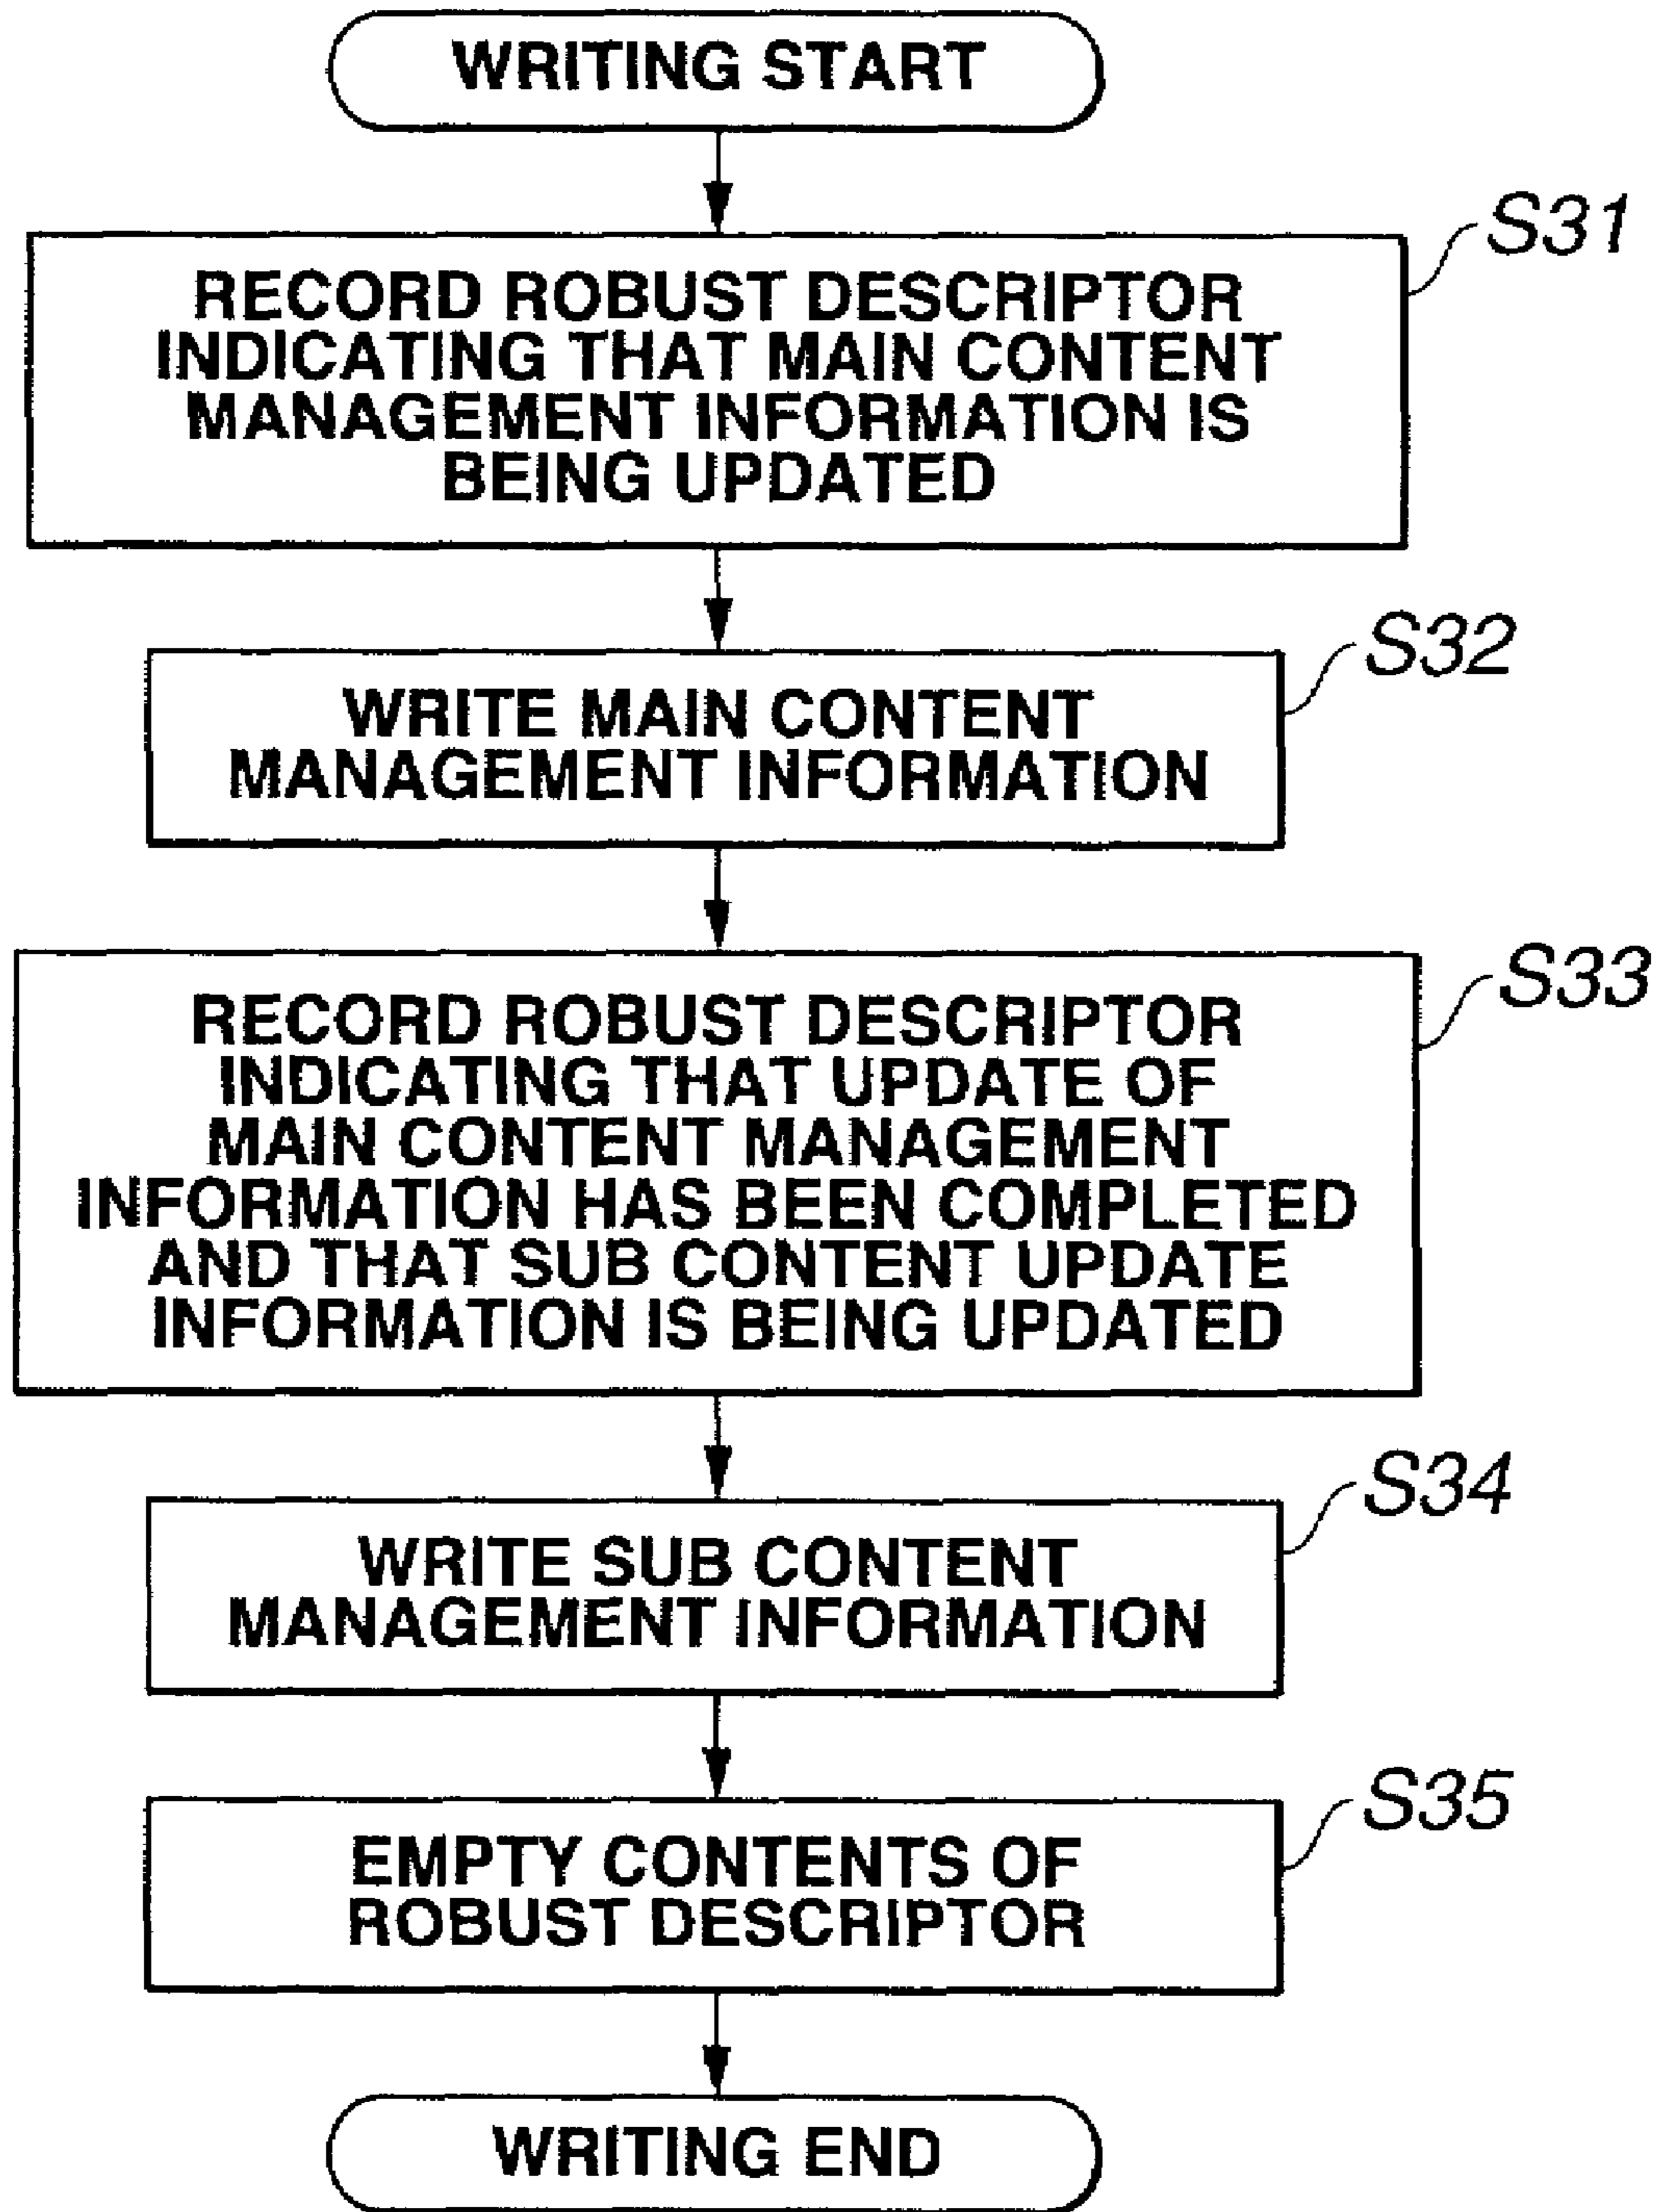 WRITING START
S31
RECORD ROBUST DESCRIPTOR
INDICATING THAT MAIN CONTENT
MANAGEMENT INFORMATION IS
BEING UPDATED
S32
WRITE MAIN CONTENT
MANAGEMENT INFORMATION
S33
RECORD ROBUST DESCRIPTOR
INDICATING THAT UPDATE OF
MAIN CONTENT MANAGEMENT
INFORMATION HAS BEEN COMPLETED
AND THAT SUB CONTENT UPDATE
INFORMATION IS BEING UPDATED
S34
WRITE SUB CONTENT
MANAGEMENT INFORMATION
S35
EMPTY CONTENTS OF
ROBUST DESCRIPTOR
WRITING END